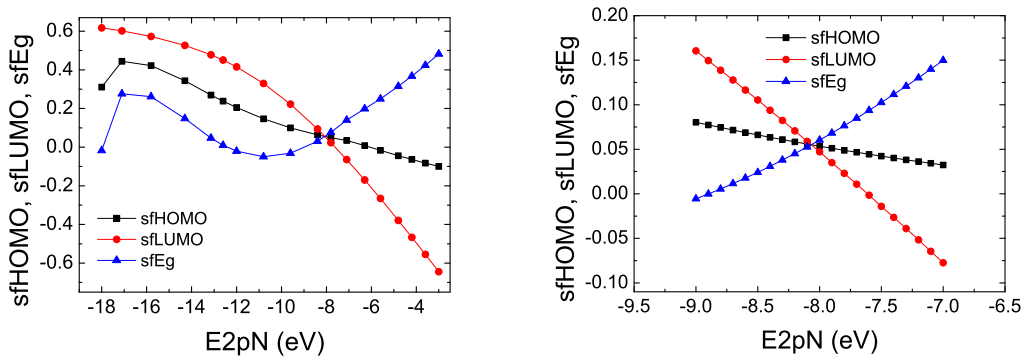 0.6
0.4
0.2
0.0
-0.2
-0.4
-0.6
sfHOMO, sfLUMO, sfEg
sfHOMO
sfLUMO
sfEg
-18 -16 -14 -12 -10 -8 -6 -4
E2pN (eV)
0.20
0.15
0.10
0.05
0.00
-0.05
-0.10
sfHOMO, sfLUMO, sfEg
sfHOMO
sfLUMO
sfEg
-9.5 -9.0 -8.5 -8.0 -7.5 -7.0 -6.5
E2pN (eV)